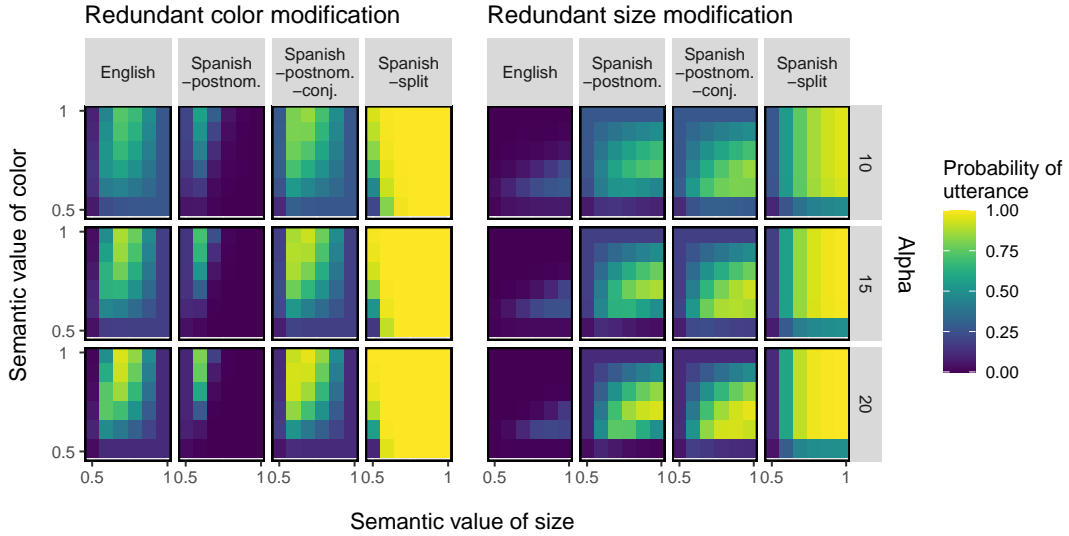 Redundant color modification
Redundant size modification
English
Spanish
–postnom.
Spanish
–postnom.
–conj.
Spanish
–split
English
Spanish
–postnom.
Spanish
–postnom.
–conj.
Spanish
–split
Semantic value of color
1
0.5
1
0.5
1
0.5
10
15
20
Alpha
0.5
1
0.5
1
0.5
1
0.5
1
0.5
1
0.5
1
0.5
1
0.5
1
Semantic value of size
Probability of
utterance
1.00
0.75
0.50
0.25
0.00